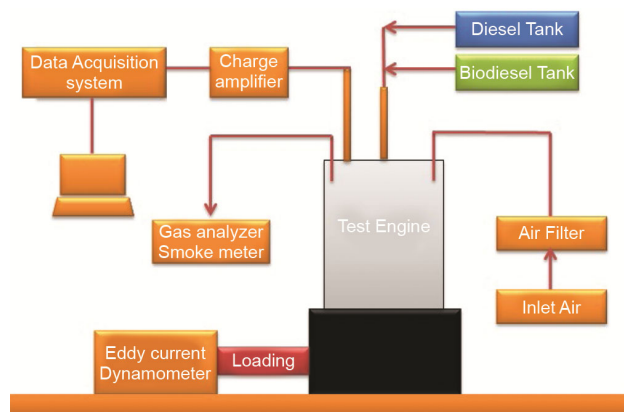 Diesel Tank
Data Acquisition
system
Charge
amplifier
Biodiesel Tank
Gas analyzer
Smoke meter
Test Engine
Air Filter
Inlet Air
Eddy current
Dynamometer
Loading